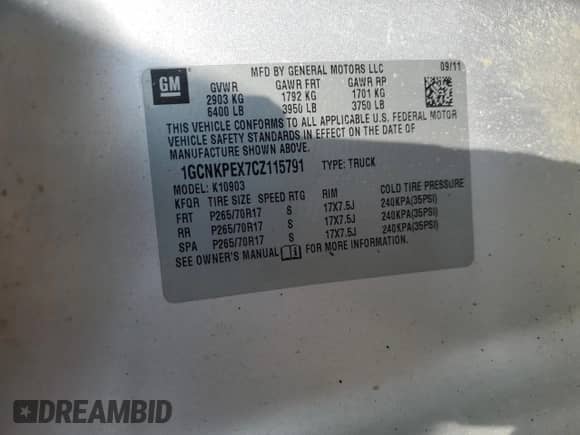 GM
MFD BY GENERAL MOTORS LLC 09/11
GVWR GAWR FRT GAWR RP
2903 KG 1792 KG 1701 KG
6400 LB 3950 LB 3750 LB
THIS VEHICLE CONFORMS TO ALL APPLICABLE U.S. FEDERAL MOTOR
VEHICLE SAFETY STANDARDS IN EFFECT ON THE DATE OF
MANUFACTURE SHOWN ABOVE.
1GCNKPEX7CZ115791 TYPE: TRUCK
MODEL: K10903
KFQR TIRE SIZE SPEED RTG RIM COLD TIRE PRESSURE
FRT P265/70R17 S 17X7.5J 240KPA(35PSI)
RR P265/70R17 S 17X7.5J 240KPA(35PSI)
SPA P265/70R17 S 17X7.5J 240KPA(35PSI)
SEE OWNER'S MANUAL FOR MORE INFORMATION.
DREAMBID